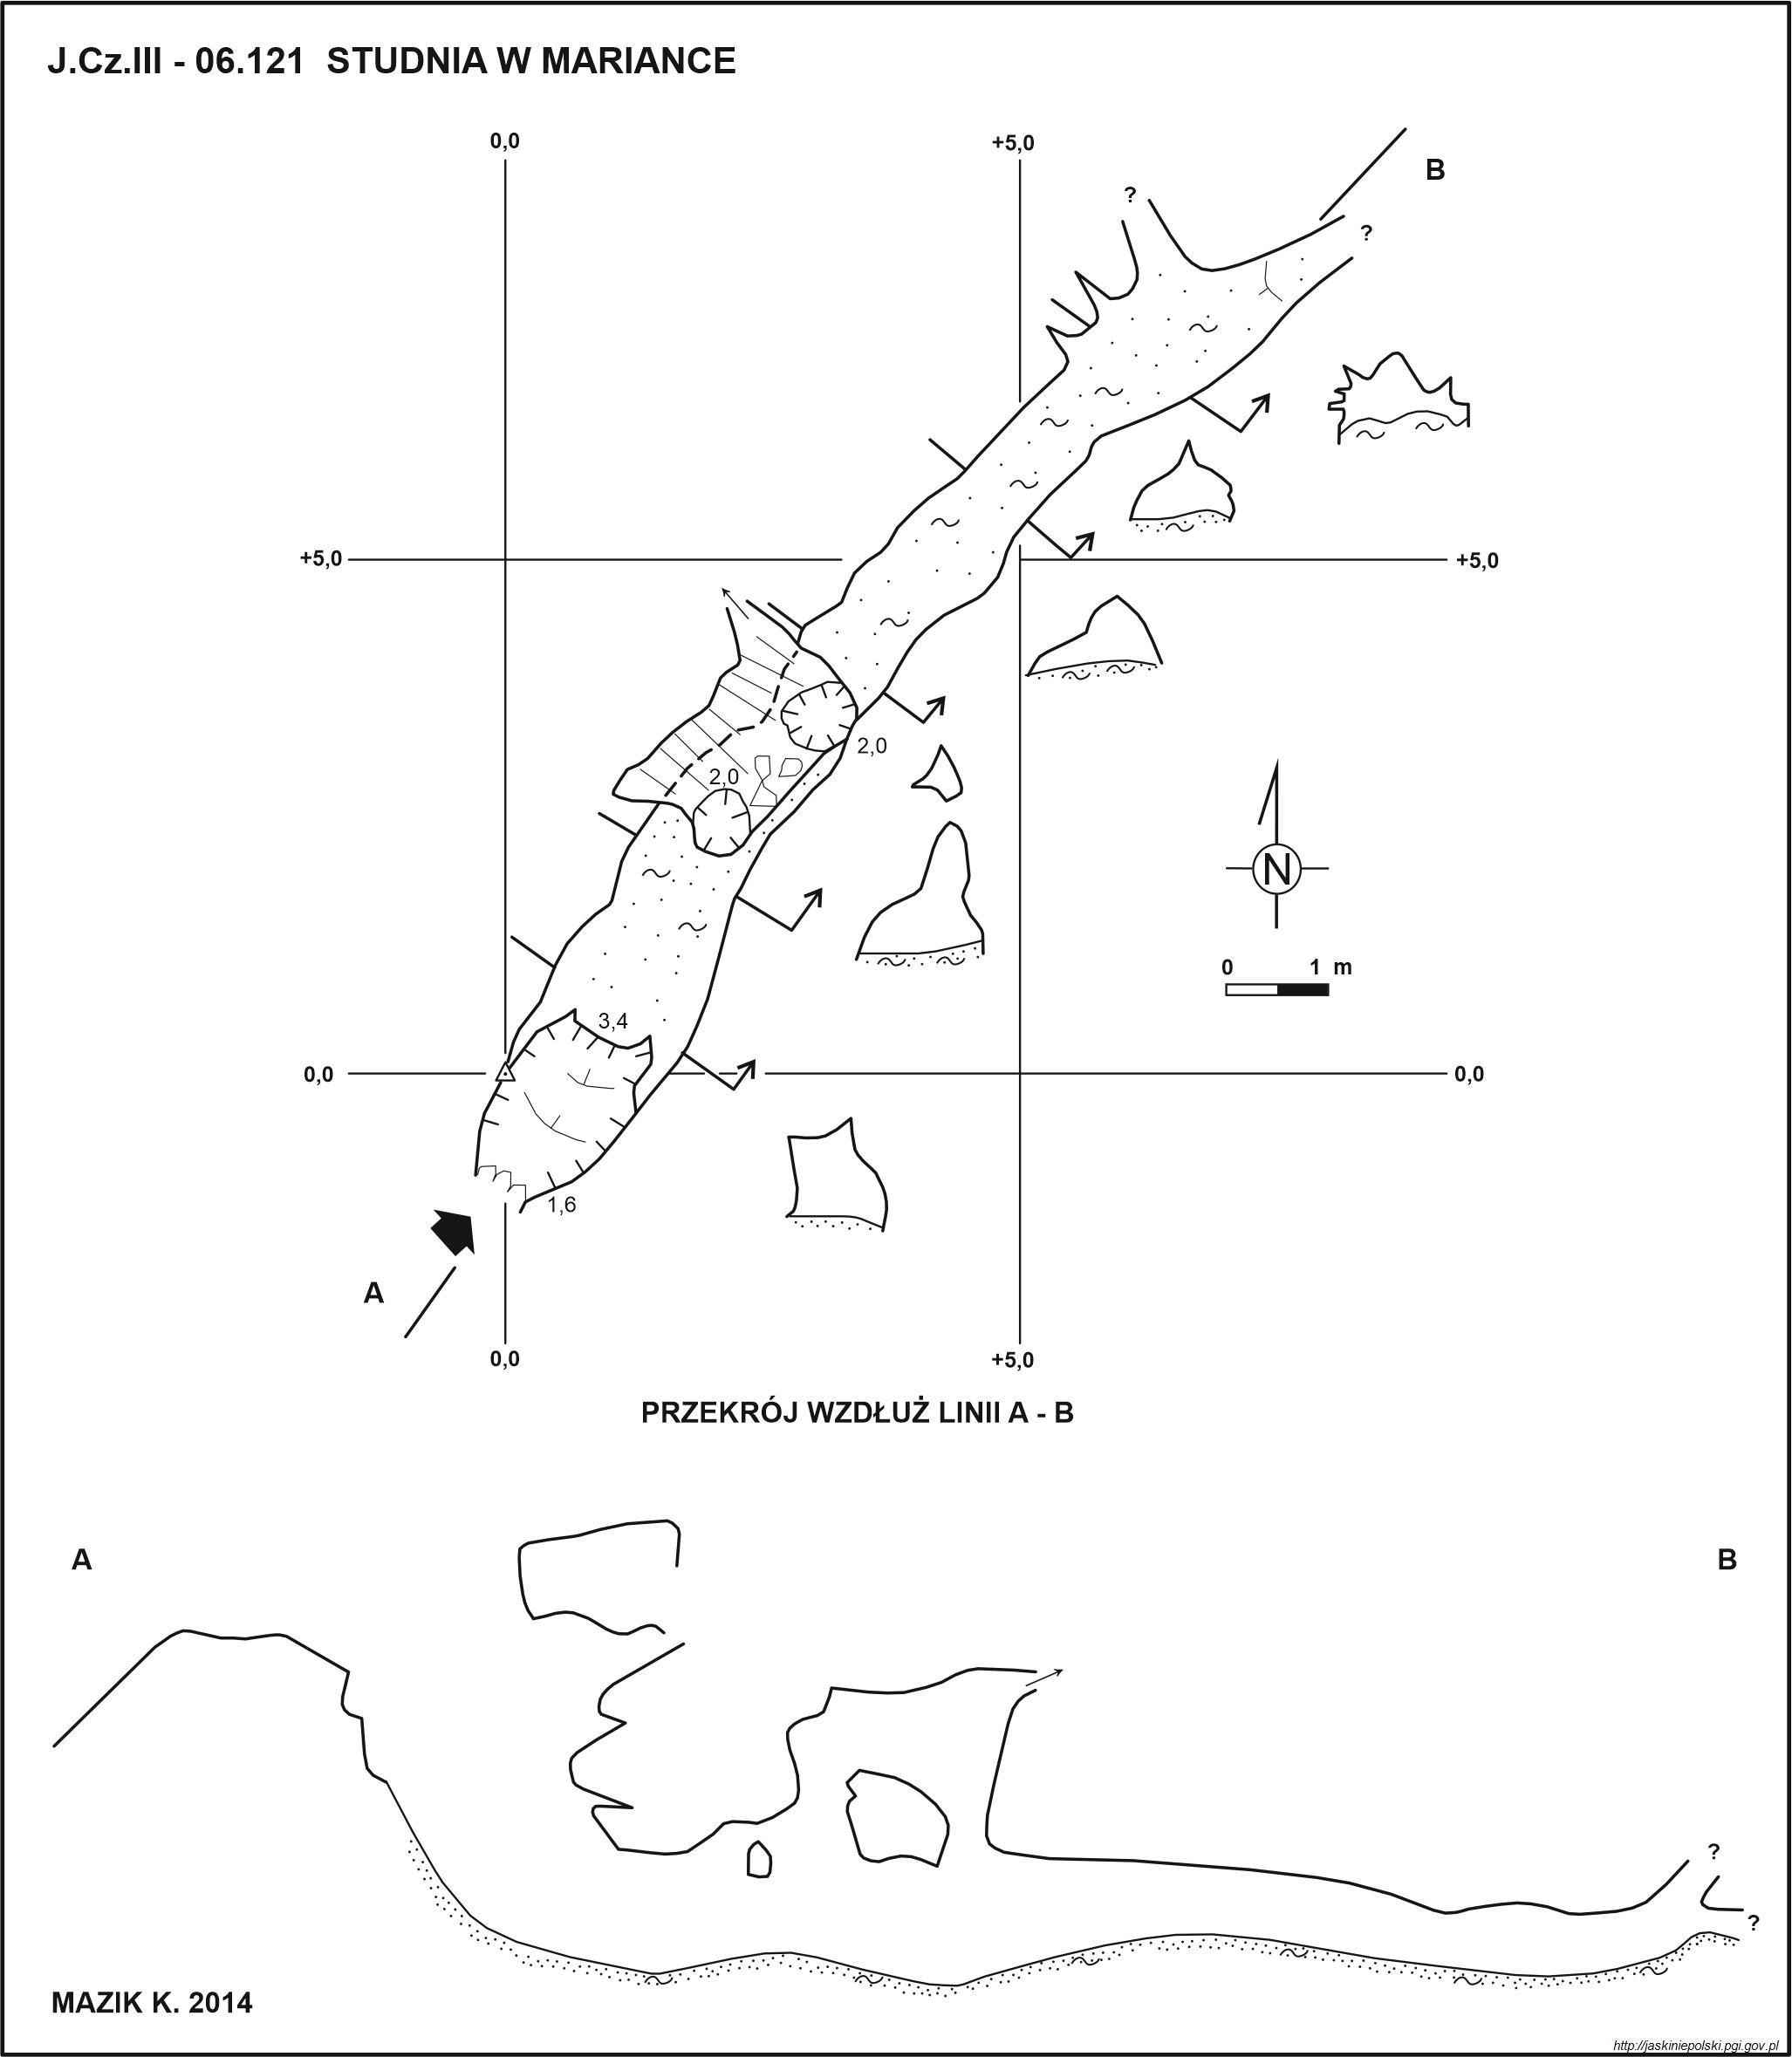 J.Cz.III - 06.121 STUDNIA W MARIANCE
0,0
+5,0
B
?
?
+5,0
+5,0
2,0
2,0
N
0 1 m
3,4
0,0
0,0
1,6
A
0,0
+5,0
PRZEKRÓJ WZDŁUŻ LINII A - B
A
B
?
?
MAZIK K. 2014
http://jaskiniepolski.pgi.gov.pl